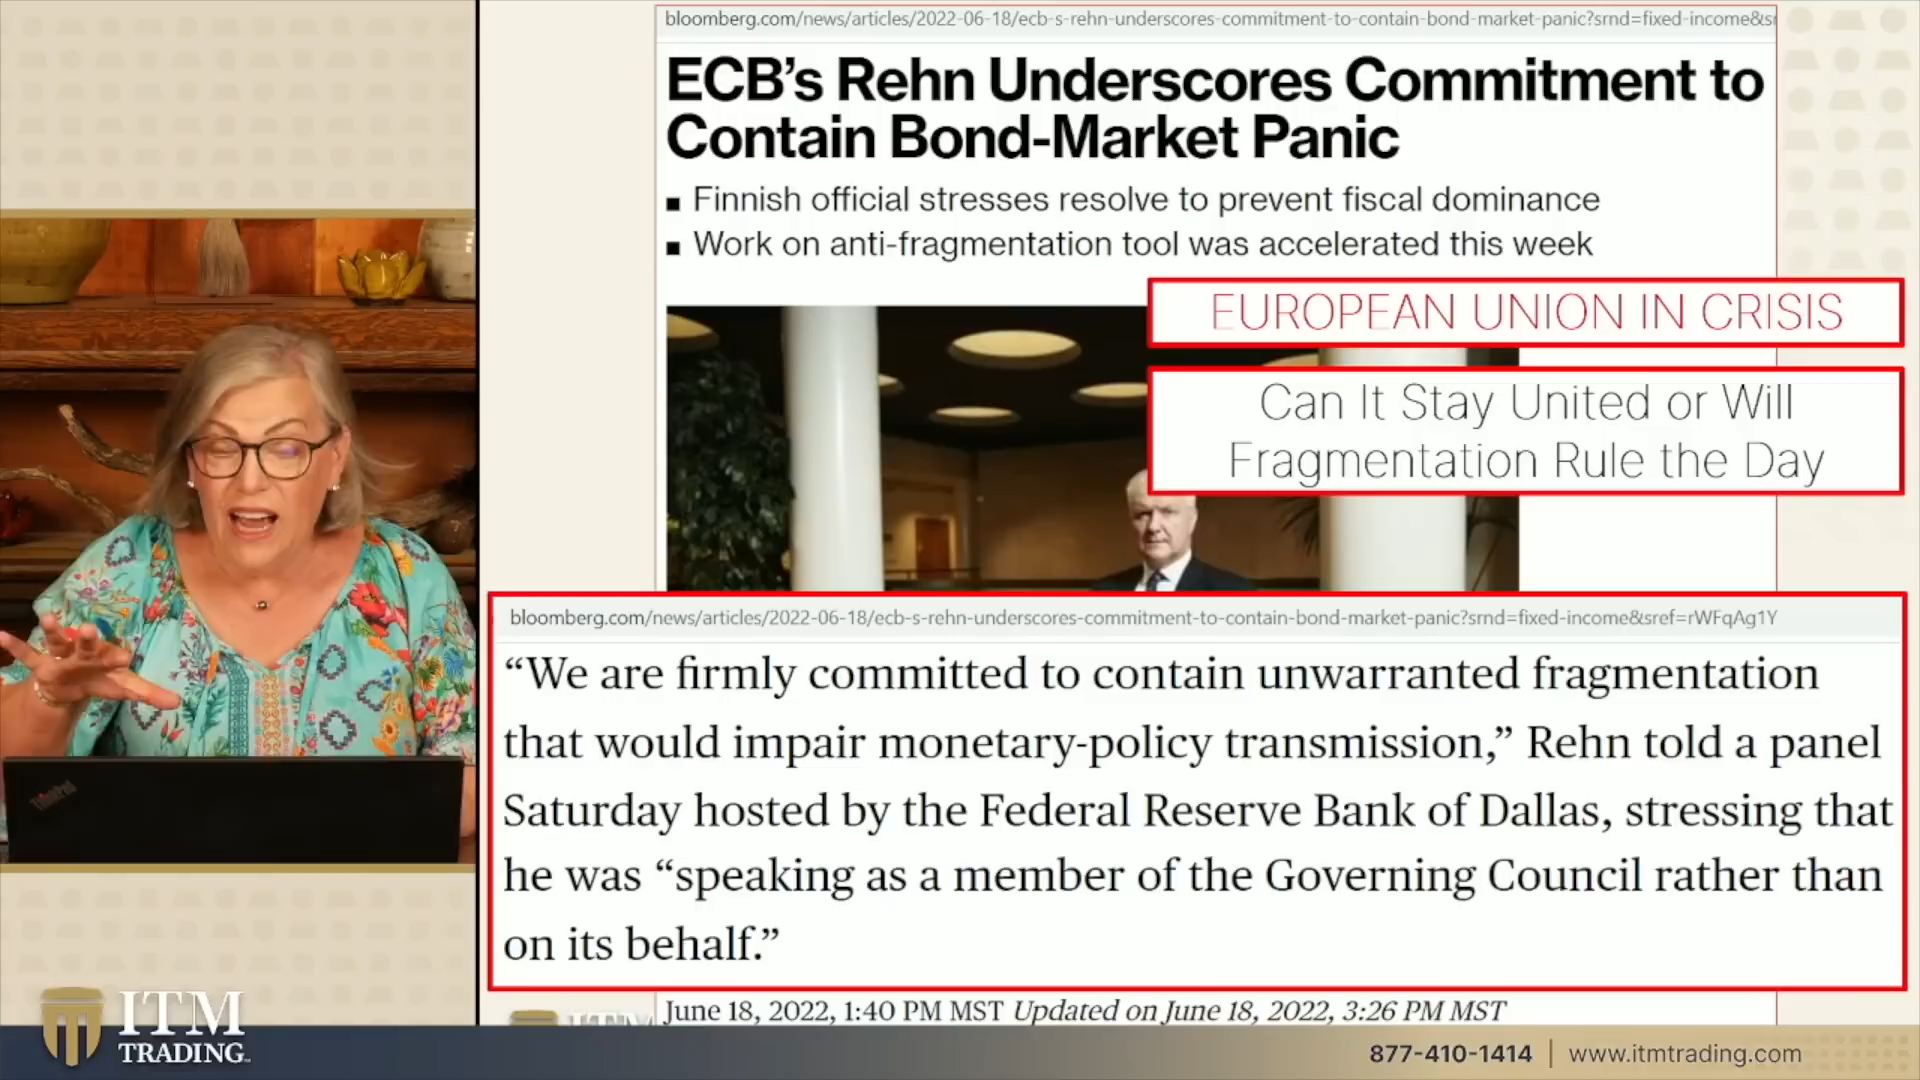 bloomberg.com/news/articles/2022-06-18/ecb-s-rehn-underscores-commitment-to-contain-bond-market-panic?srnd=fixed-income&s
ECB's Rehn Underscores Commitment to
Contain Bond-Market Panic
■ Finnish official stresses resolve to prevent fiscal dominance
■ Work on anti-fragmentation tool was accelerated this week
EUROPEAN UNION IN CRISIS
Can It Stay United or Will
Fragmentation Rule the Day
bloomberg.com/news/articles/2022-06-18/ecb-s-rehn-underscores-commitment-to-contain-bond-market-panic?srnd=fixed-income&sref=rWFqAg1Y
“We are firmly committed to contain unwarranted fragmentation
that would impair monetary-policy transmission,” Rehn told a panel
Saturday hosted by the Federal Reserve Bank of Dallas, stressing that
he was “speaking as a member of the Governing Council rather than
on its behalf.”
June 18, 2022, 1:40 PM MST Updated on June 18, 2022, 3:26 PM MST
ThinkPad
ITM
TRADING
ITM
877-410-1414 | www.itmtrading.com